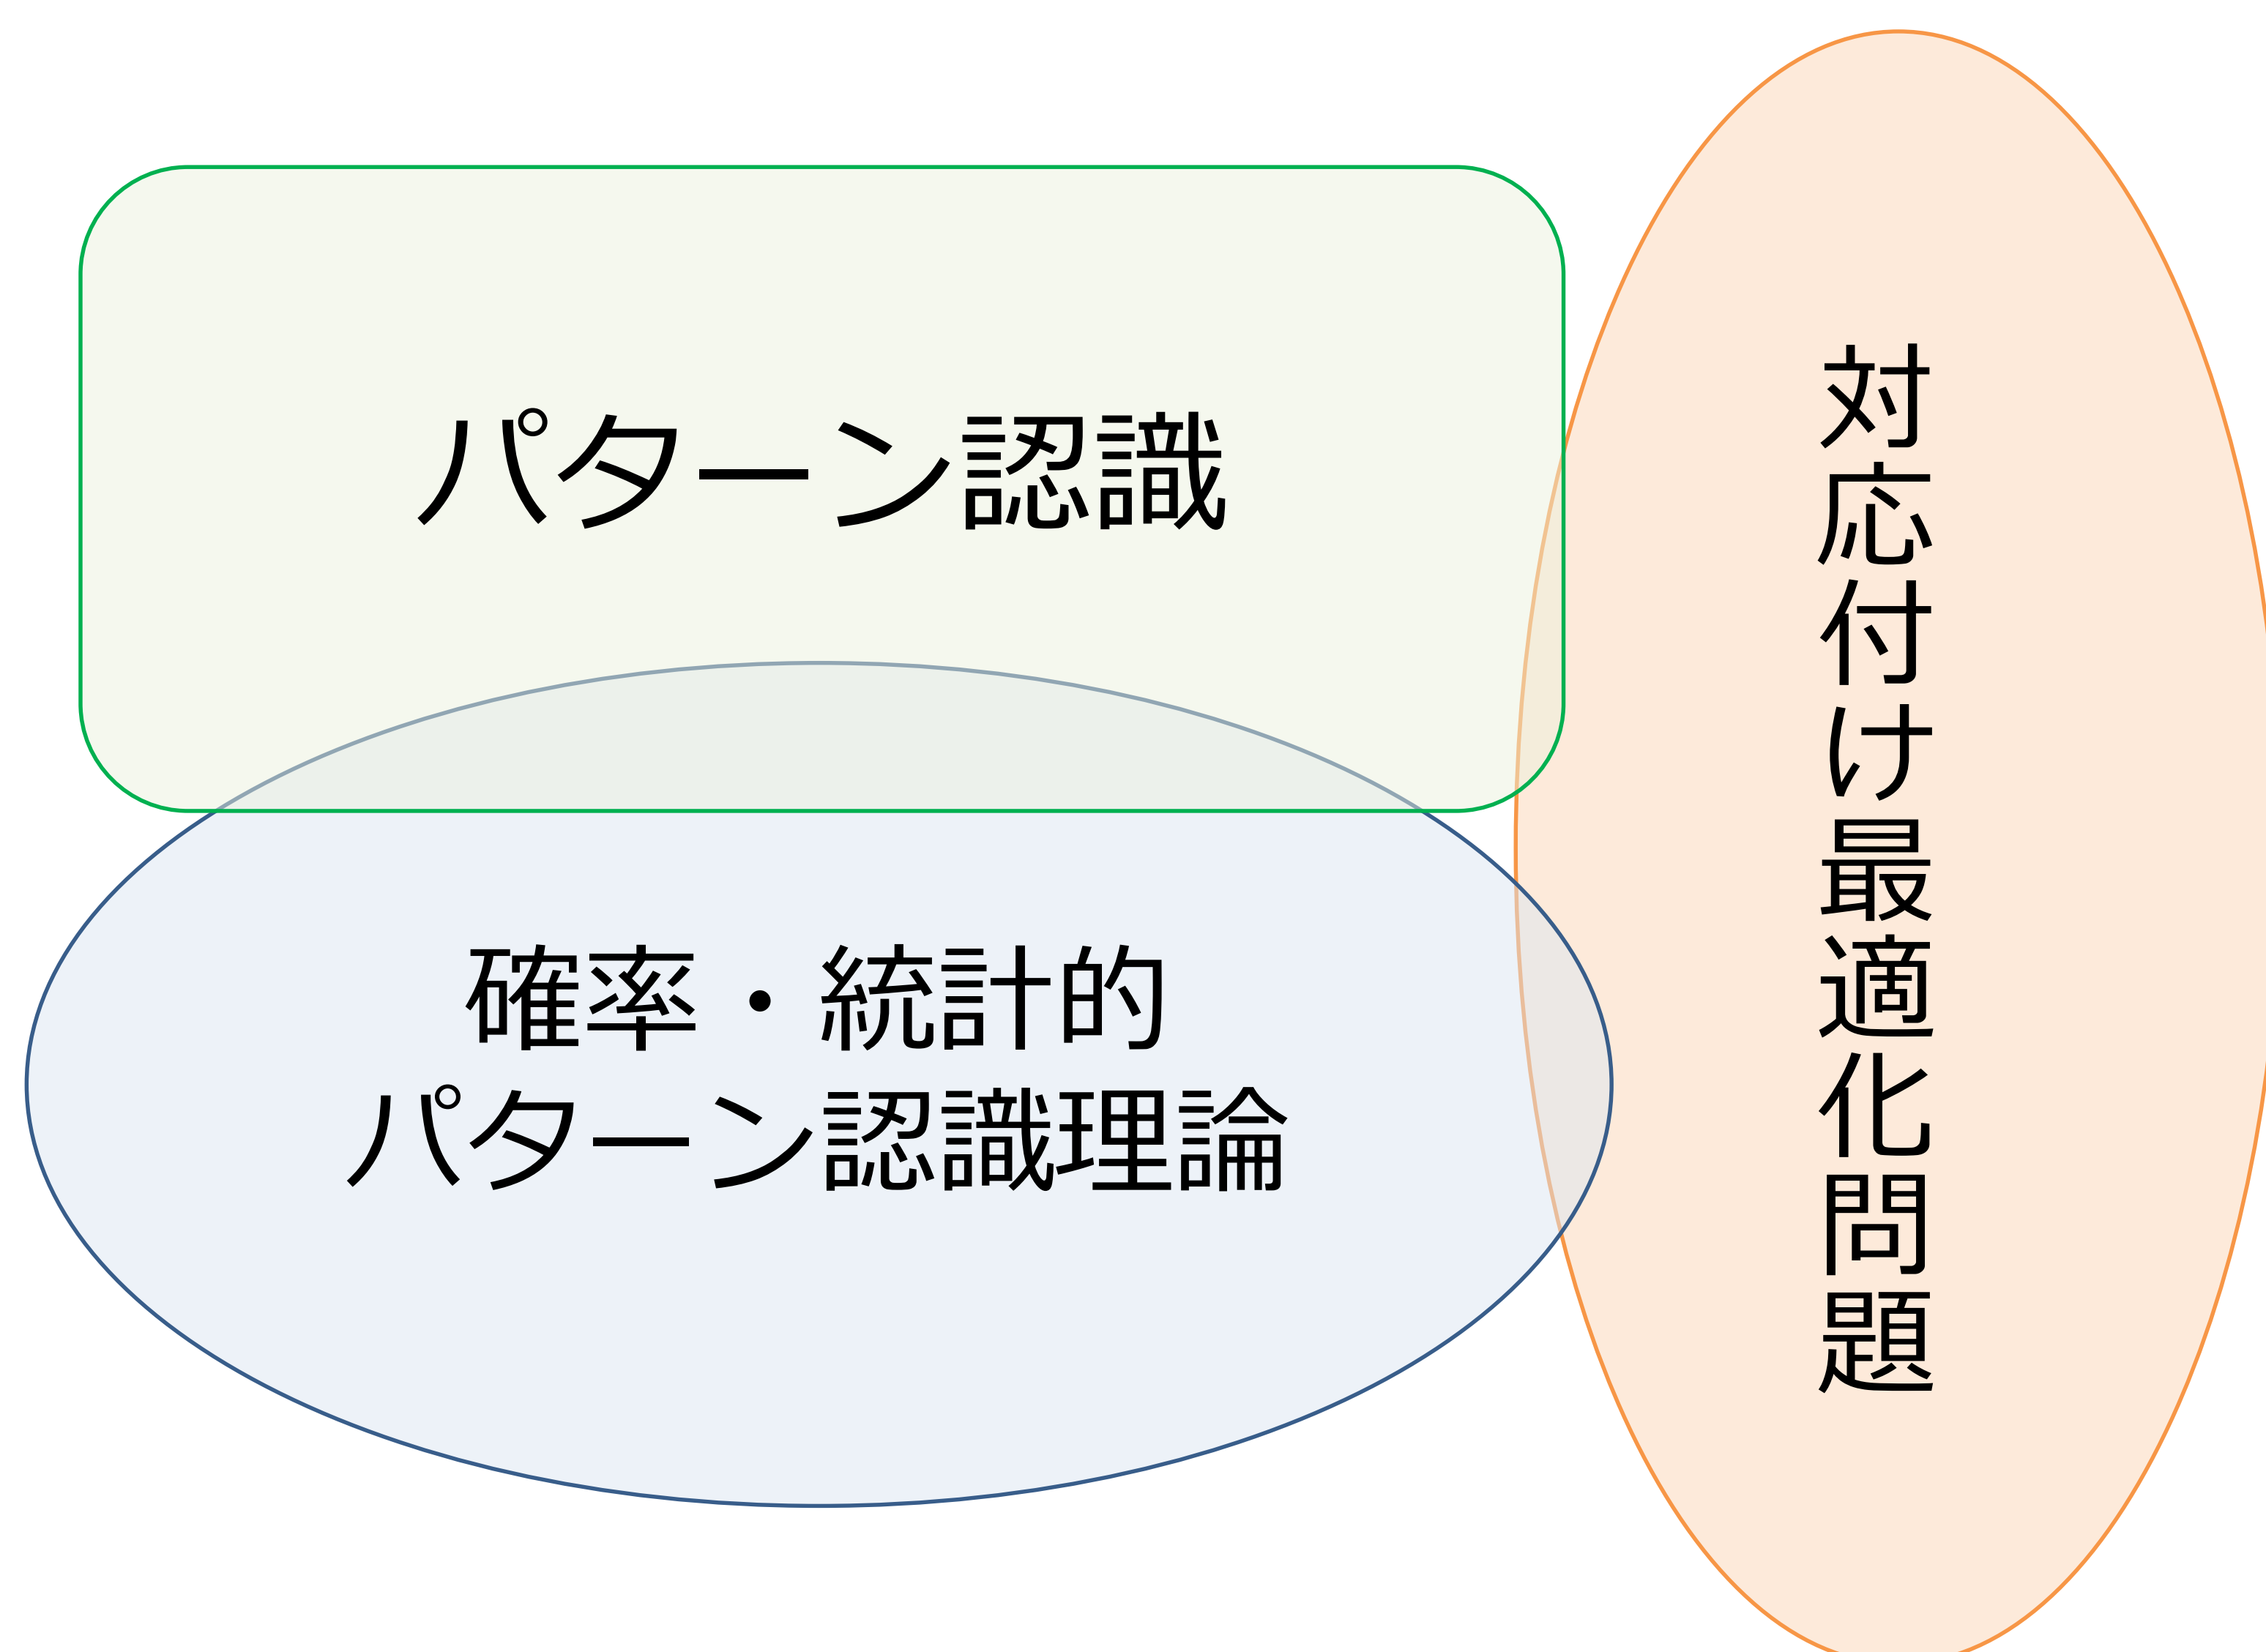 パターン認識
確率・統計的
パターン認識理論
対応付け最適化問題